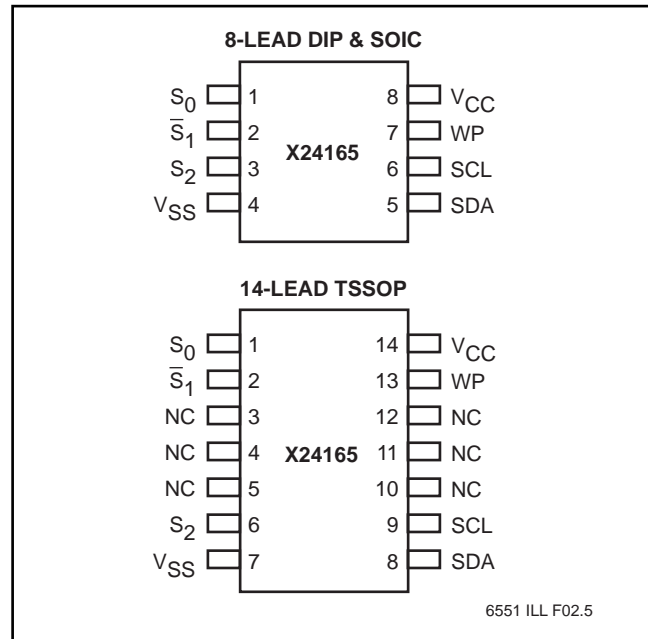 8-LEAD DIP & SOIC
S0 1 8 VCC
S̅1 2 7 WP
X24165
S2 3 6 SCL
VSS 4 5 SDA
14-LEAD TSSOP
S0 1 14 VCC
S̅1 2 13 WP
NC 3 12 NC
NC 4 X24165 11 NC
NC 5 10 NC
S2 6 9 SCL
VSS 7 8 SDA
6551 ILL F02.5